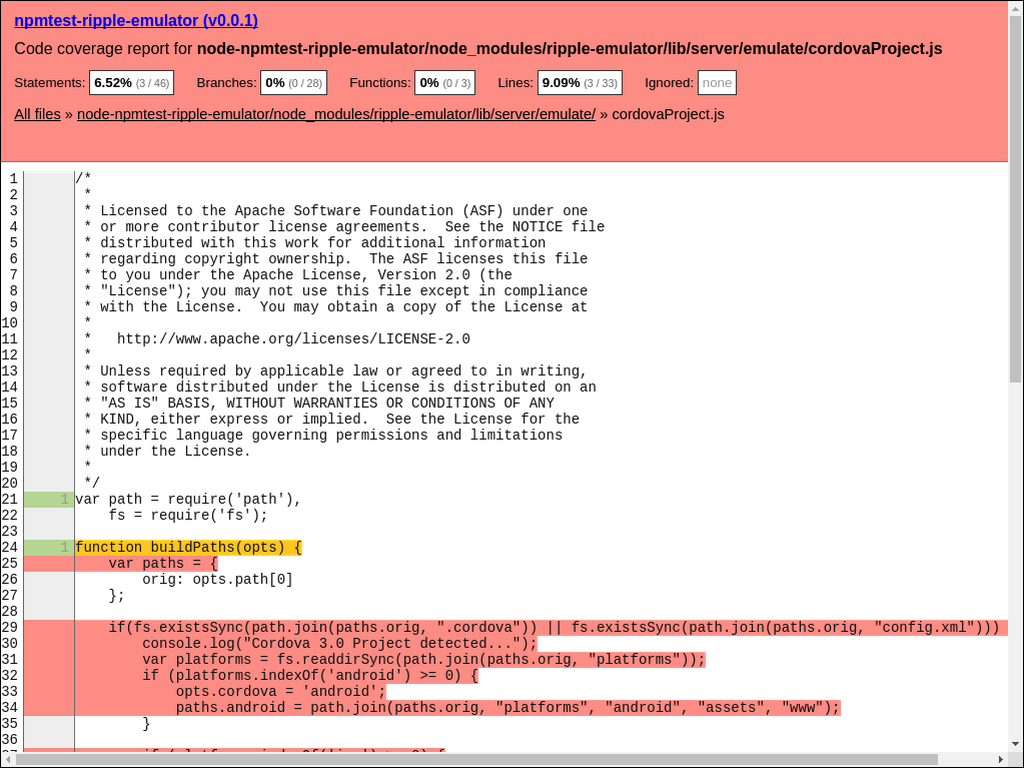 npmtest-ripple-emulator (v0.0.1)
Code coverage report for node-npmtest-ripple-emulator/node_modules/ripple-emulator/lib/server/emulate/cordovaProject.js
Statements: 6.52% (3 / 46) Branches: 0% (0 / 28) Functions: 0% (0 / 3) Lines: 9.09% (3 / 33) Ignored: none
All files » node-npmtest-ripple-emulator/node_modules/ripple-emulator/lib/server/emulate/ » cordovaProject.js
1 /*
2  *
3  * Licensed to the Apache Software Foundation (ASF) under one
4  * or more contributor license agreements.  See the NOTICE file
5  * distributed with this work for additional information
6  * regarding copyright ownership.  The ASF licenses this file
7  * to you under the Apache License, Version 2.0 (the
8  * "License"); you may not use this file except in compliance
9  * with the License.  You may obtain a copy of the License at
10  *
11  *   http://www.apache.org/licenses/LICENSE-2.0
12  *
13  * Unless required by applicable law or agreed to in writing,
14  * software distributed under the License is distributed on an
15  * "AS IS" BASIS, WITHOUT WARRANTIES OR CONDITIONS OF ANY
16  * KIND, either express or implied.  See the License for the
17  * specific language governing permissions and limitations
18  * under the License.
19  *
20  */
21 1 var path = require('path'),
22     fs = require('fs');
23
24 1 function buildPaths(opts) {
25     var paths = {
26         orig: opts.path[0]
27     };
28
29     if(fs.existsSync(path.join(paths.orig, ".cordova")) || fs.existsSync(path.join(paths.orig, "config.xml")))
30         console.log("Cordova 3.0 Project detected...");
31         var platforms = fs.readdirSync(path.join(paths.orig, "platforms"));
32         if (platforms.indexOf('android') >= 0) {
33             opts.cordova = 'android';
34             paths.android = path.join(paths.orig, "platforms", "android", "assets", "www");
35         }
36